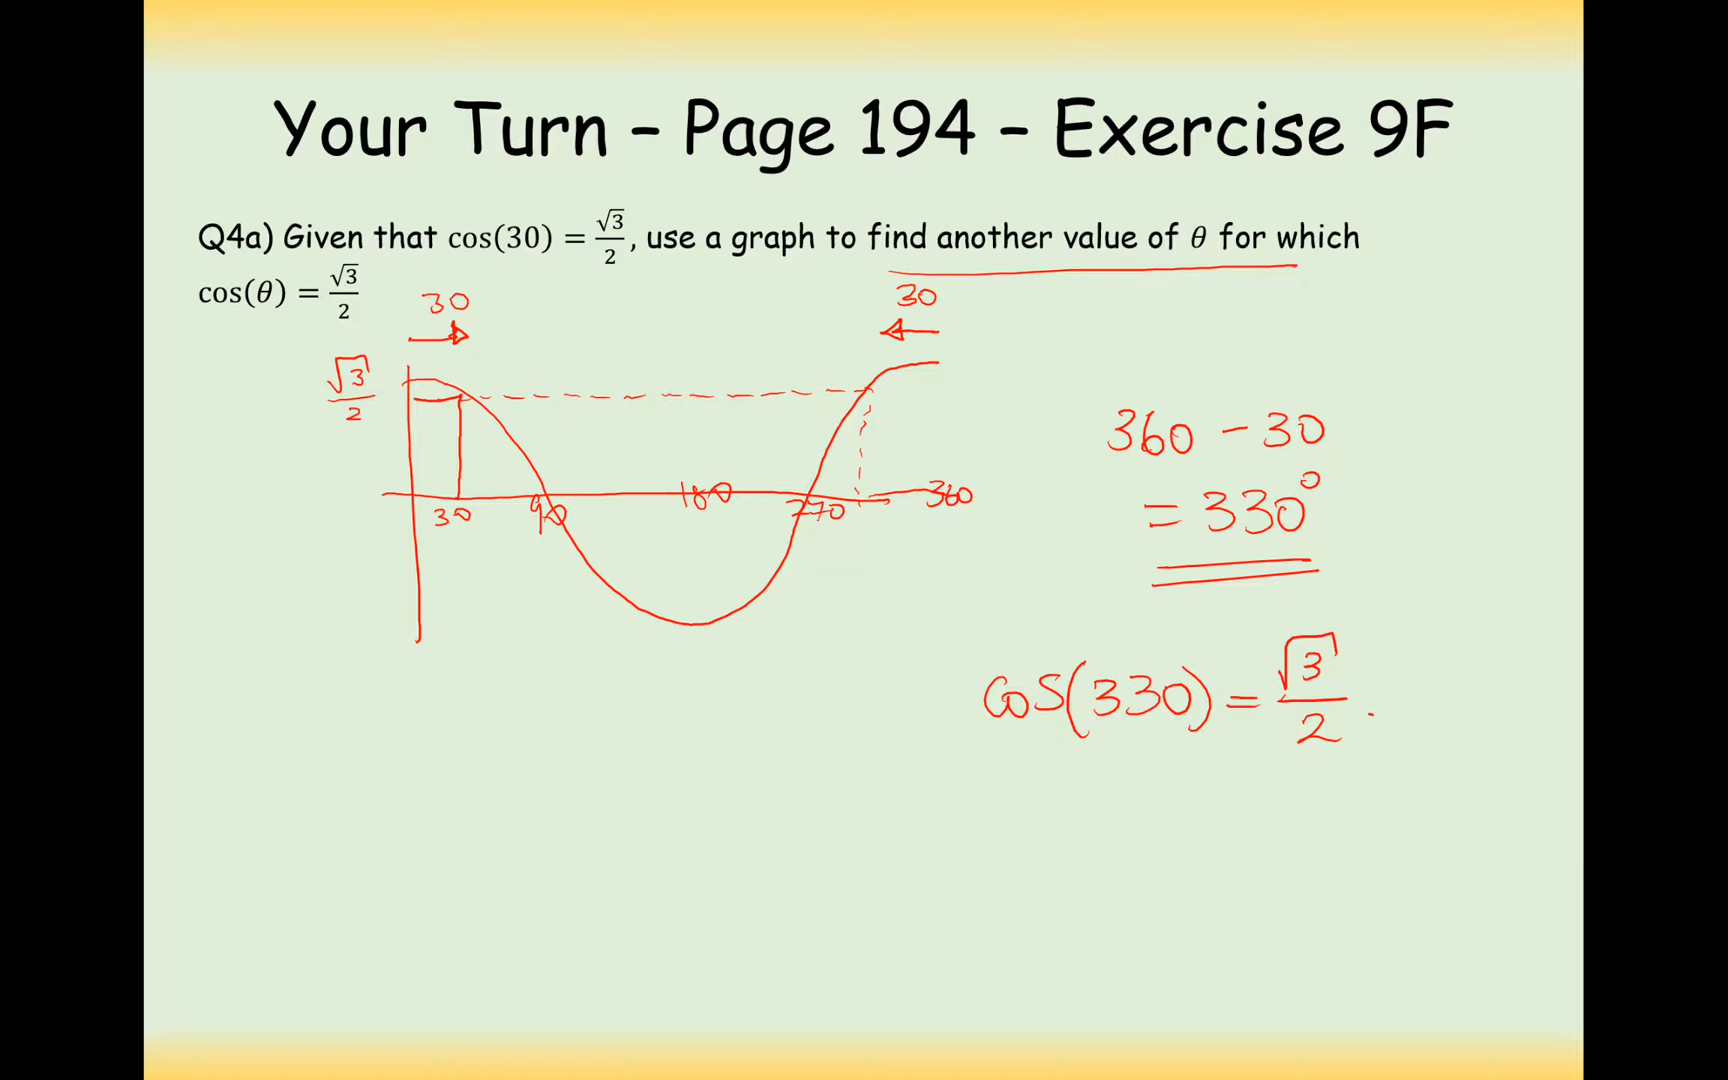 Your Turn – Page 194 – Exercise 9F
Q4a) Given that cos(30) = √3/2, use a graph to find another value of θ for which
cos(θ) = √3/2
30
30
√3/2
30
90
180
270
360
360 – 30
= 330°
cos(330) = √3/2.